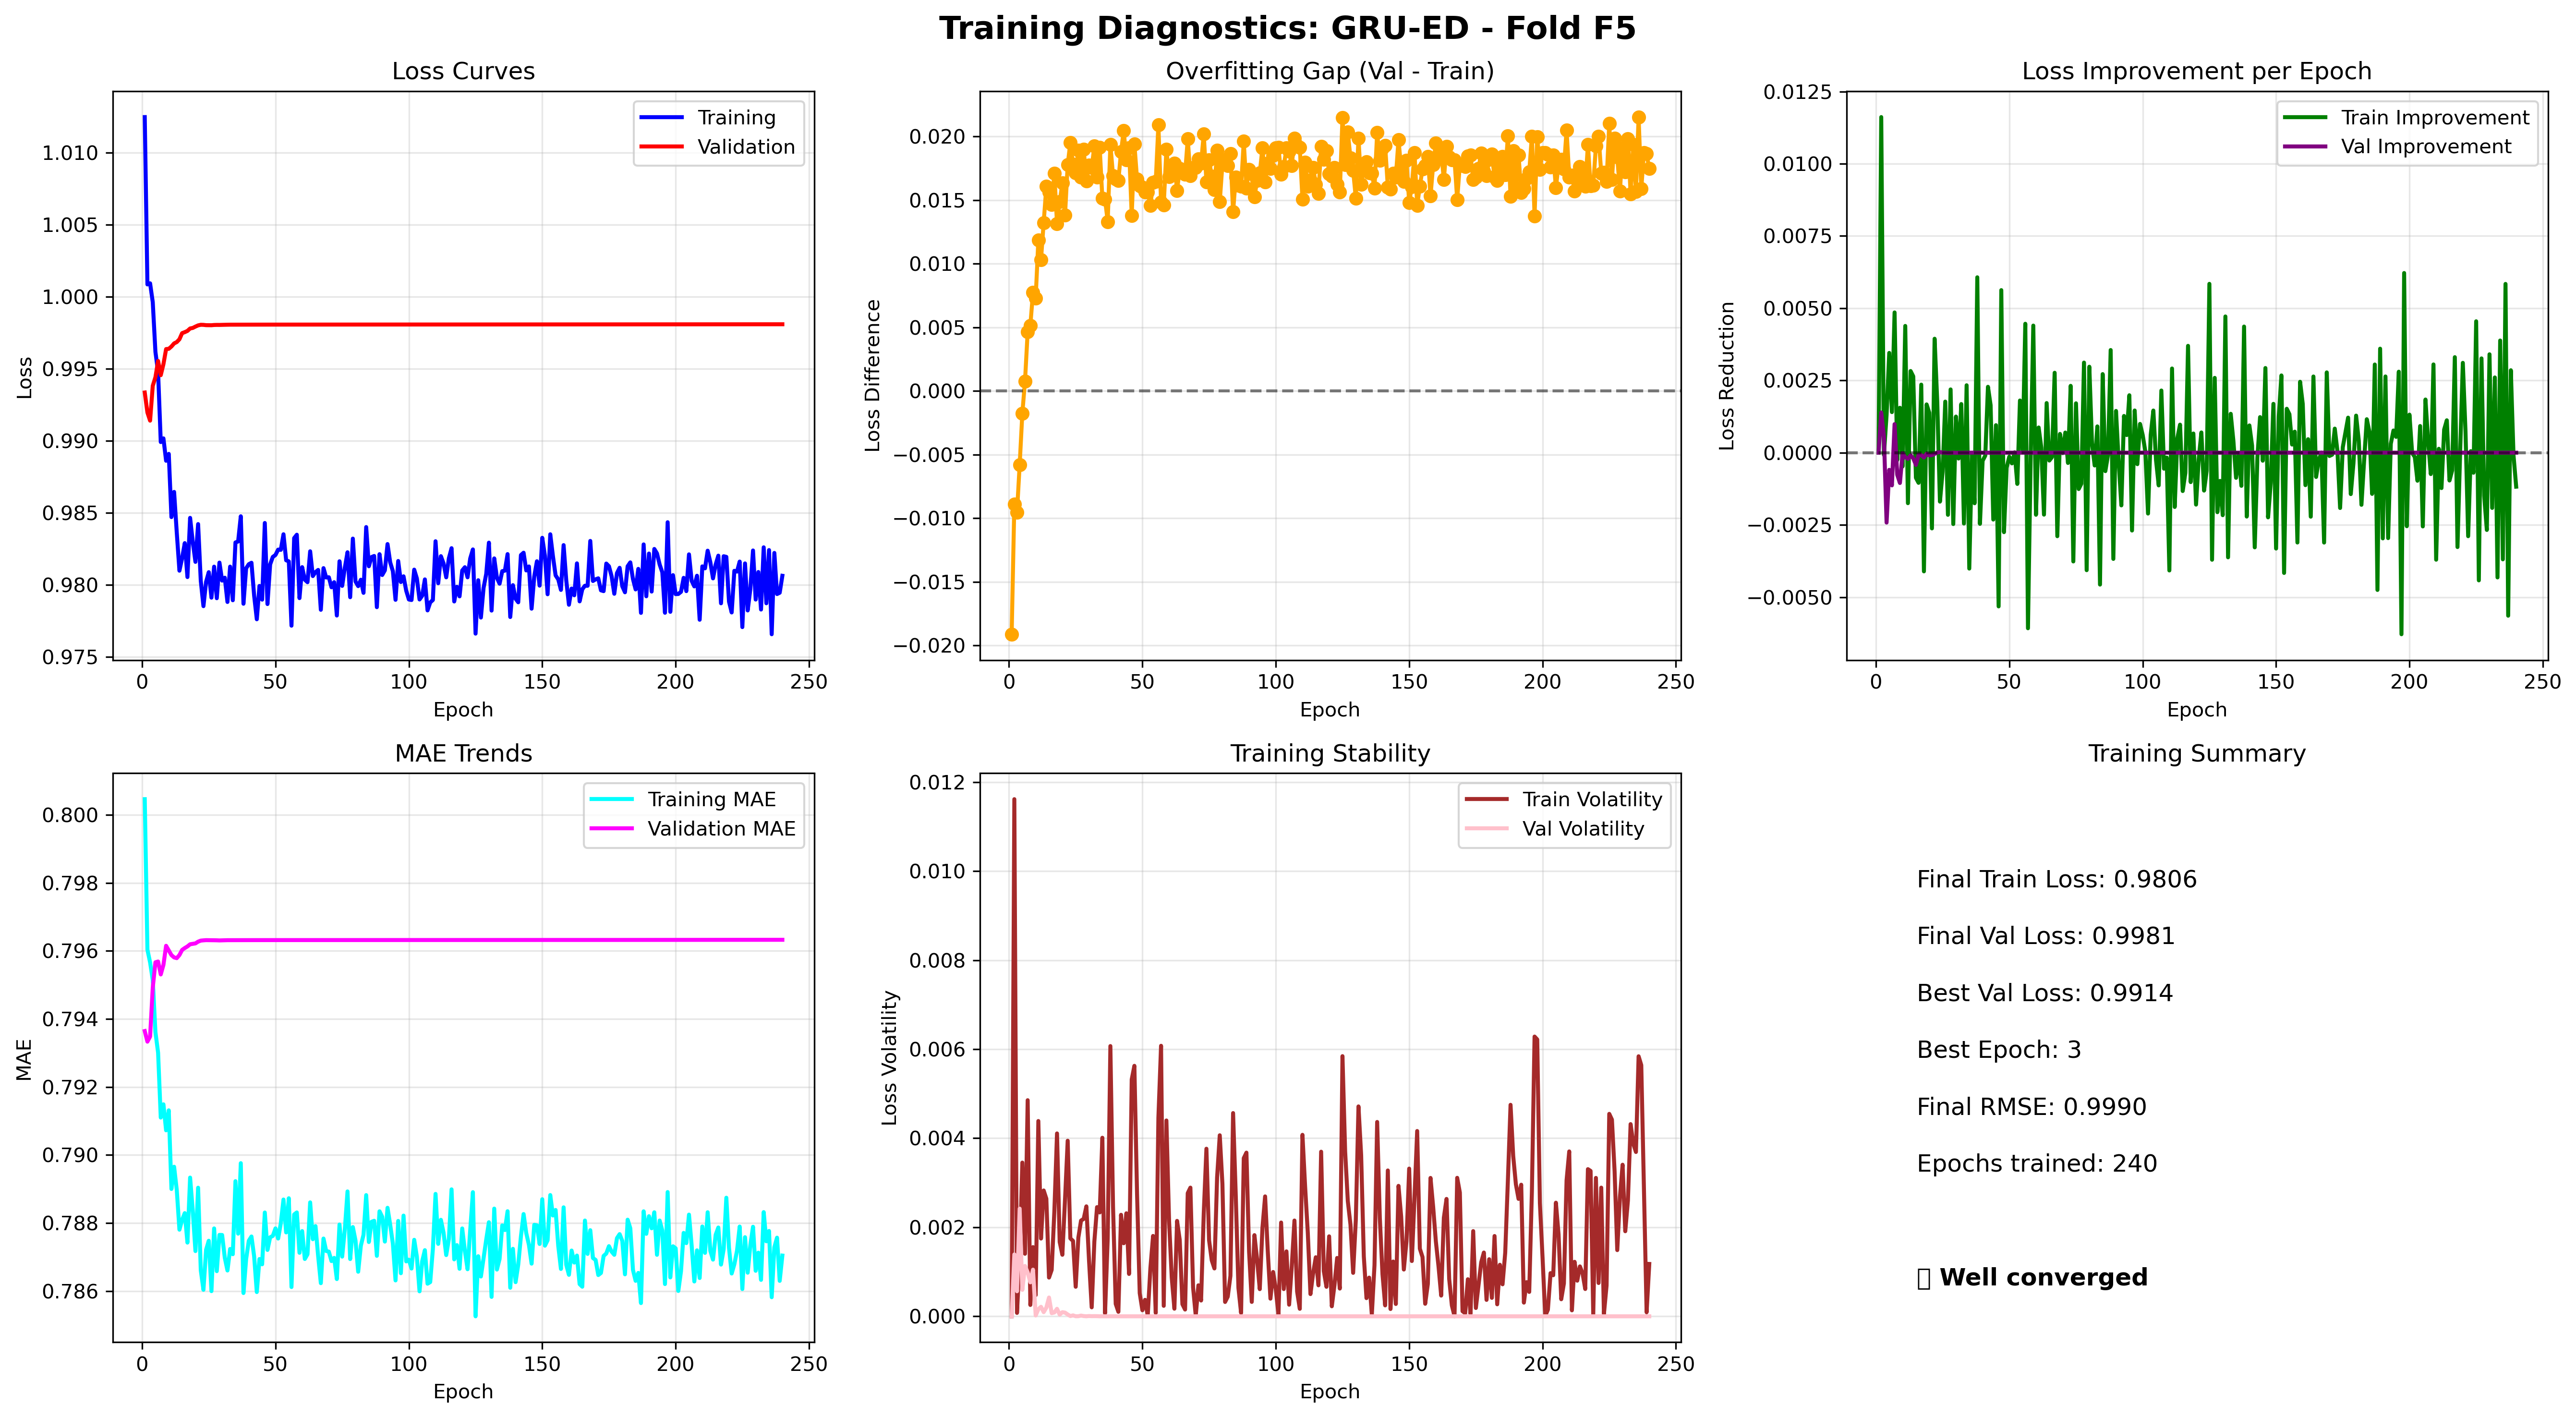 Training Diagnostics: GRU-ED - Fold F5
Loss Curves
Training
Validation
1.010
1.005
1.000
0.995
0.990
0.985
0.980
0.975
Loss
0 50 100 150 200 250
Epoch
Overfitting Gap (Val - Train)
0.020
0.015
0.010
0.005
0.000
−0.005
−0.010
−0.015
−0.020
Loss Difference
0 50 100 150 200 250
Epoch
Loss Improvement per Epoch
Train Improvement
Val Improvement
0.0125
0.0100
0.0075
0.0050
0.0025
0.0000
−0.0025
−0.0050
Loss Reduction
0 50 100 150 200 250
Epoch
MAE Trends
Training MAE
Validation MAE
0.800
0.798
0.796
0.794
0.792
0.790
0.788
0.786
MAE
0 50 100 150 200 250
Epoch
Training Stability
Train Volatility
Val Volatility
0.012
0.010
0.008
0.006
0.004
0.002
0.000
Loss Volatility
0 50 100 150 200 250
Epoch
Training Summary
Final Train Loss: 0.9806
Final Val Loss: 0.9981
Best Val Loss: 0.9914
Best Epoch: 3
Final RMSE: 0.9990
Epochs trained: 240
Well converged